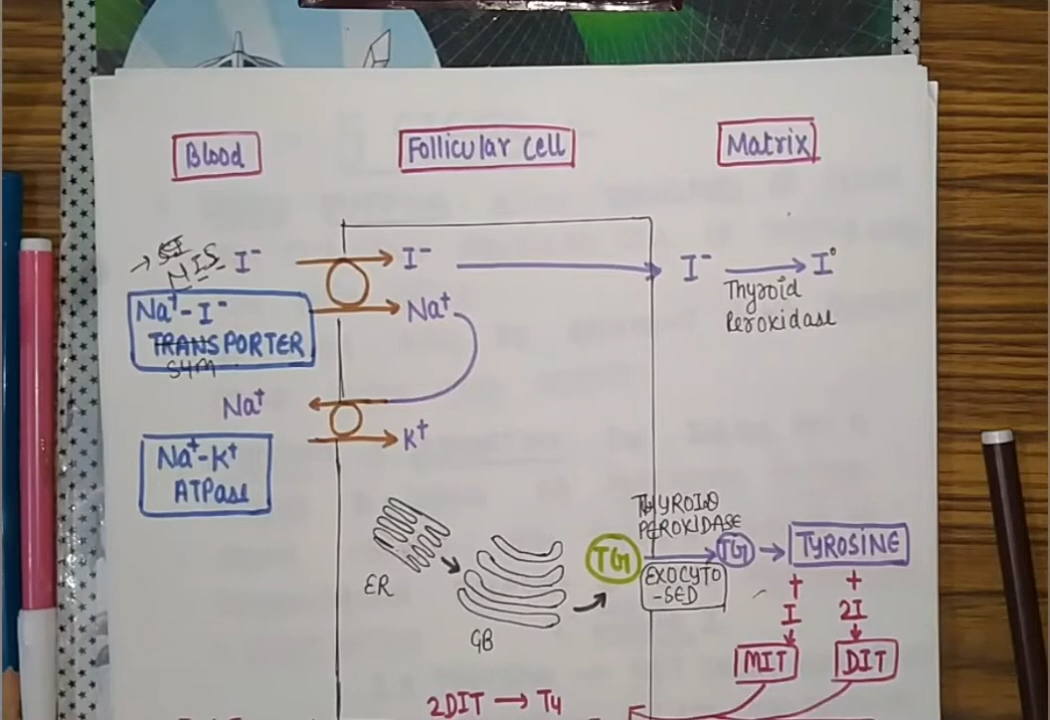 Blood
Follicular cell
Matrix
NIS
I⁻
I⁻
I⁻
I°
Thyroid
Peroxidase
Na⁺-I⁻
TRANSPORTER
SYM
Na⁺
Na⁺
K⁺
Na⁺-K⁺
ATPase
ER
GB
TG
THYROID
PEROXIDASE
EXOCYTO
-SED
TG
TYROSINE
+
+
I
2I
MIT
DIT
2DIT → T4